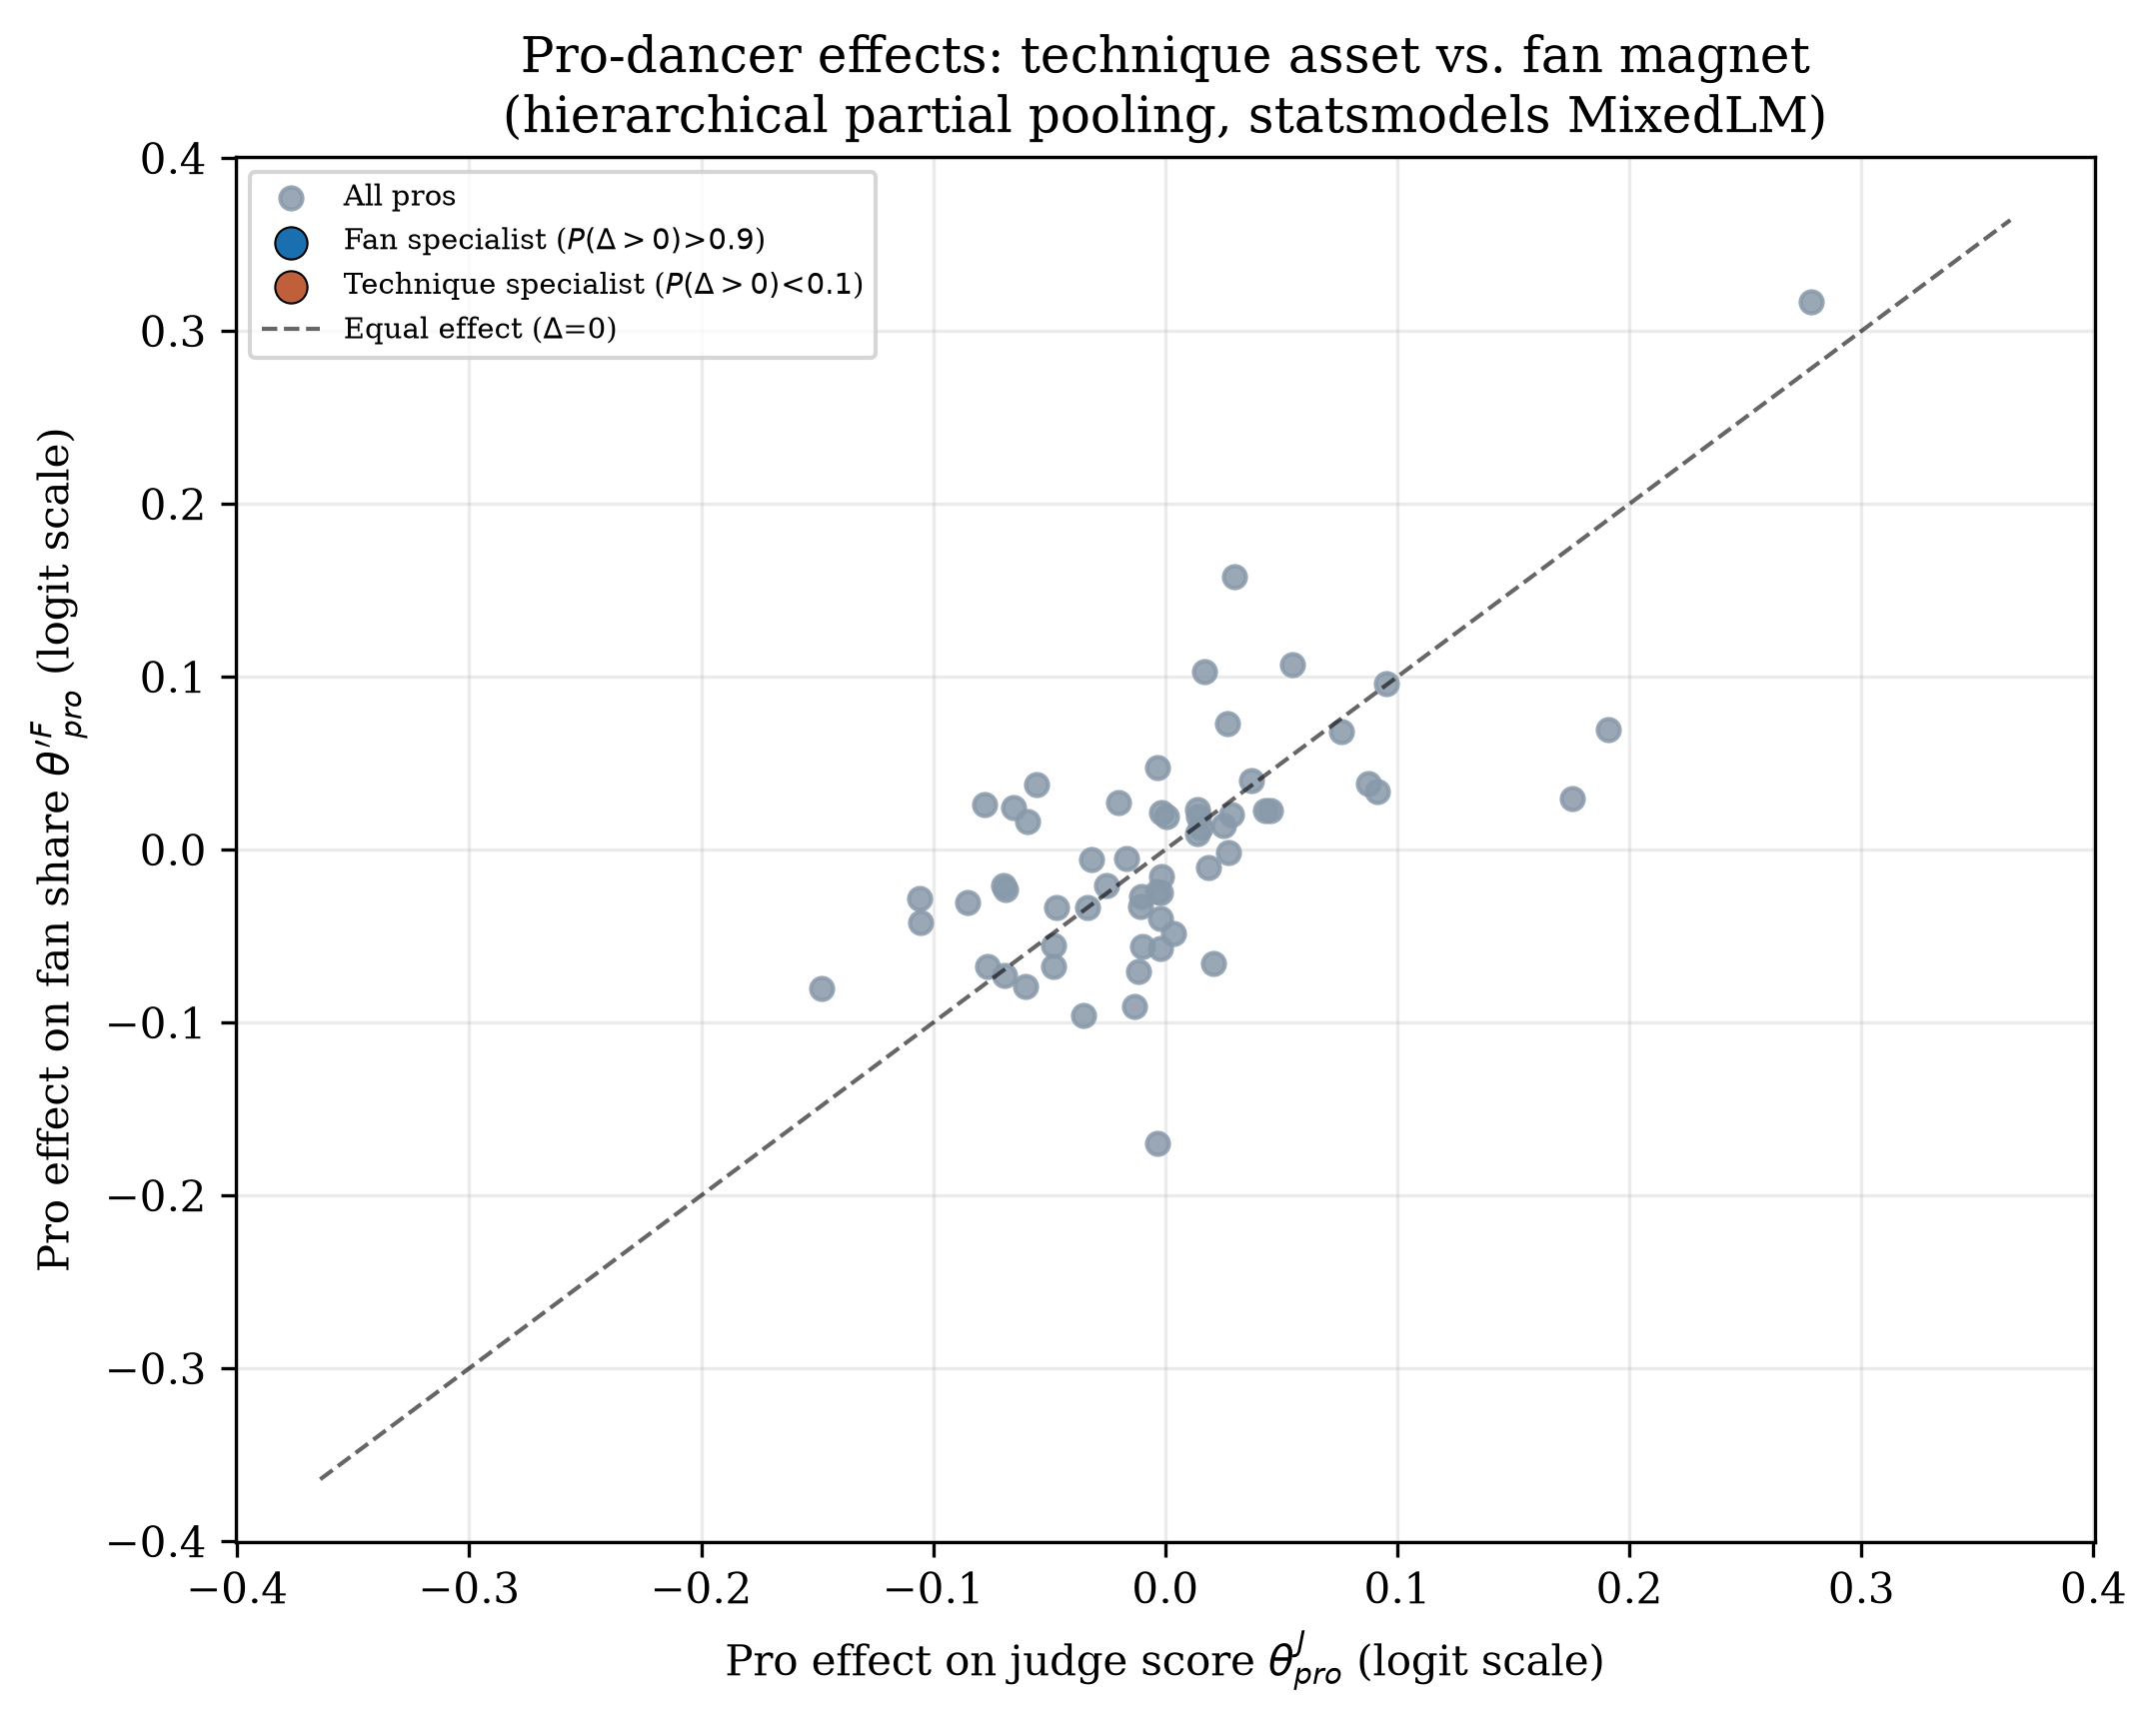 Pro-dancer effects: technique asset vs. fan magnet
(hierarchical partial pooling, statsmodels MixedLM)
All pros
Fan specialist (P(Δ > 0)>0.9)
Technique specialist (P(Δ > 0)<0.1)
Equal effect (Δ=0)
Pro effect on fan share θ′ᶠ_pro (logit scale)
0.4
0.3
0.2
0.1
0.0
−0.1
−0.2
−0.3
−0.4
−0.4 −0.3 −0.2 −0.1 0.0 0.1 0.2 0.3 0.4
Pro effect on judge score θᴶ_pro (logit scale)